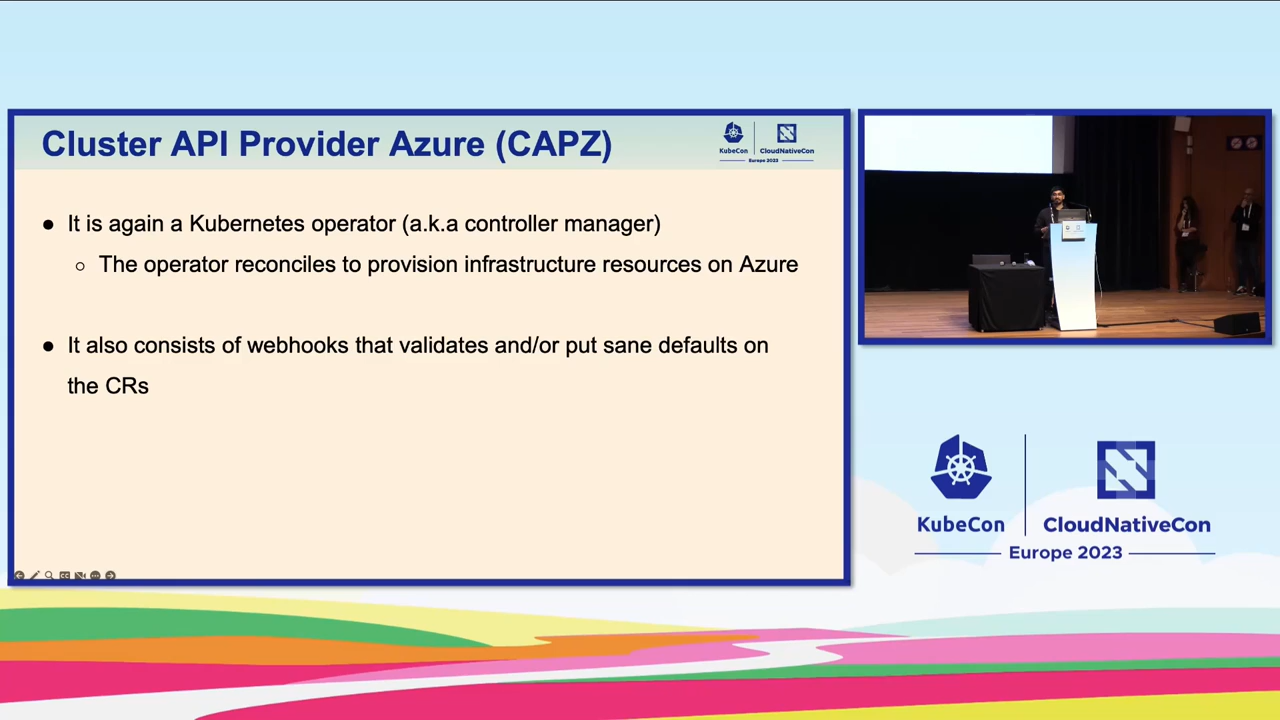 Cluster API Provider Azure (CAPZ)
KubeCon
CloudNativeCon
Europe 2023
● It is again a Kubernetes operator (a.k.a controller manager)
○ The operator reconciles to provision infrastructure resources on Azure
● It also consists of webhooks that validates and/or put sane defaults on
the CRs
KubeCon
CloudNativeCon
Europe 2023